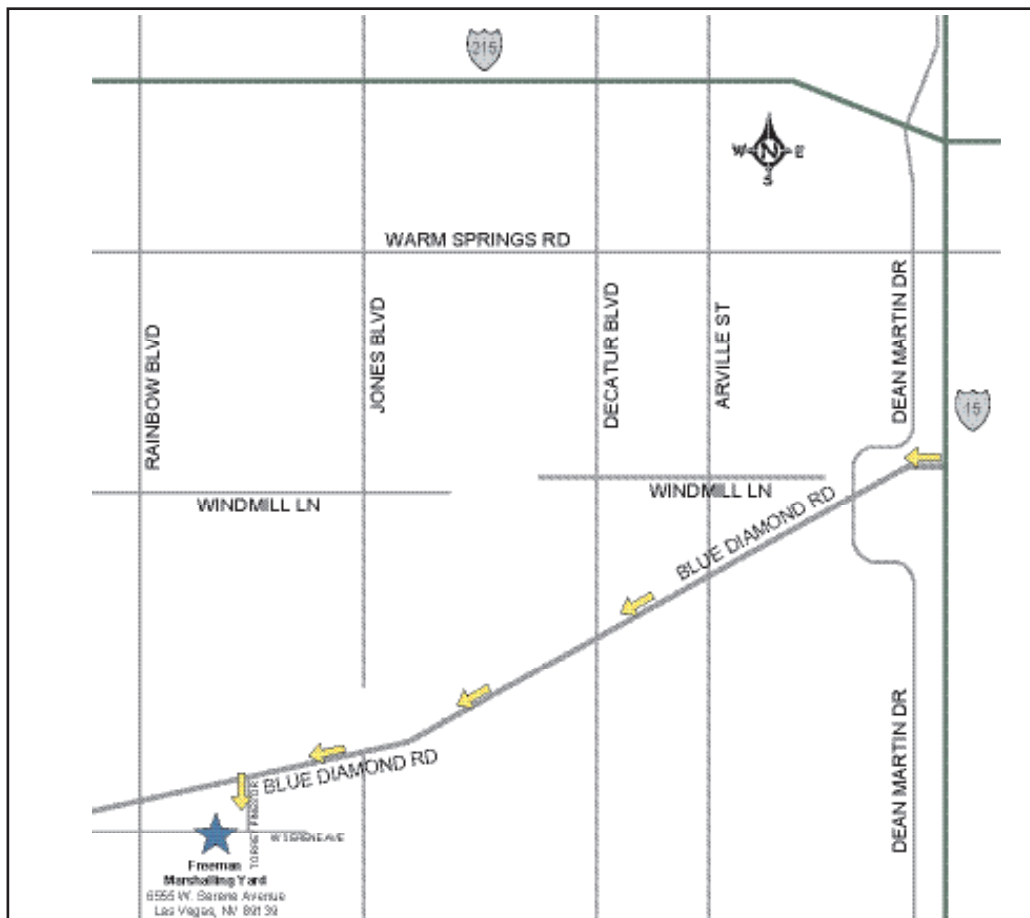 215
W N E
S
WARM SPRINGS RD
RAINBOW BLVD
JONES BLVD
DECATUR BLVD
ARVILLE ST
DEAN MARTIN DR
15
WINDMILL LN
WINDMILL LN
BLUE DIAMOND RD
DEAN MARTIN DR
BLUE DIAMOND RD
W SERENE AVE
Freeman
Marshalling Yard
6555 W. Serene Avenue
Las Vegas, NV 89139